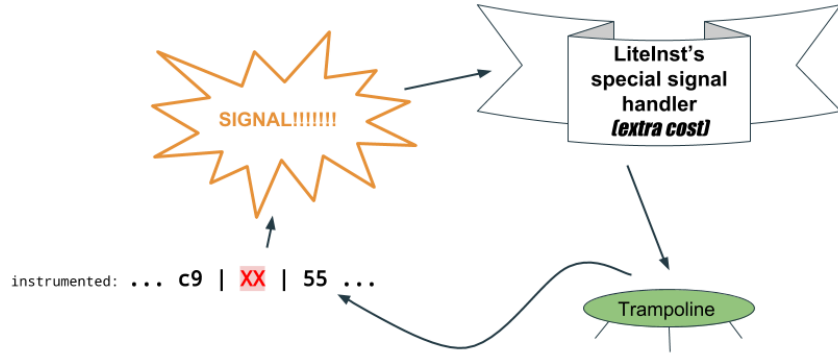 LiteInst's
special signal
handler
(extra cost)
SIGNAL!!!!!!!
instrumented: ... c9 | XX | 55 ...
Trampoline